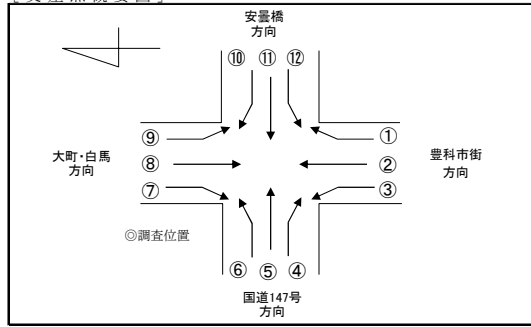 安曇橋
方向
⑩ ⑪ ⑫
⑨ ①
大町・白馬
方向
⑧ ②
豊科市街
方向
⑦ ③
◎調査位置
⑥ ⑤ ④
国道147号
方向